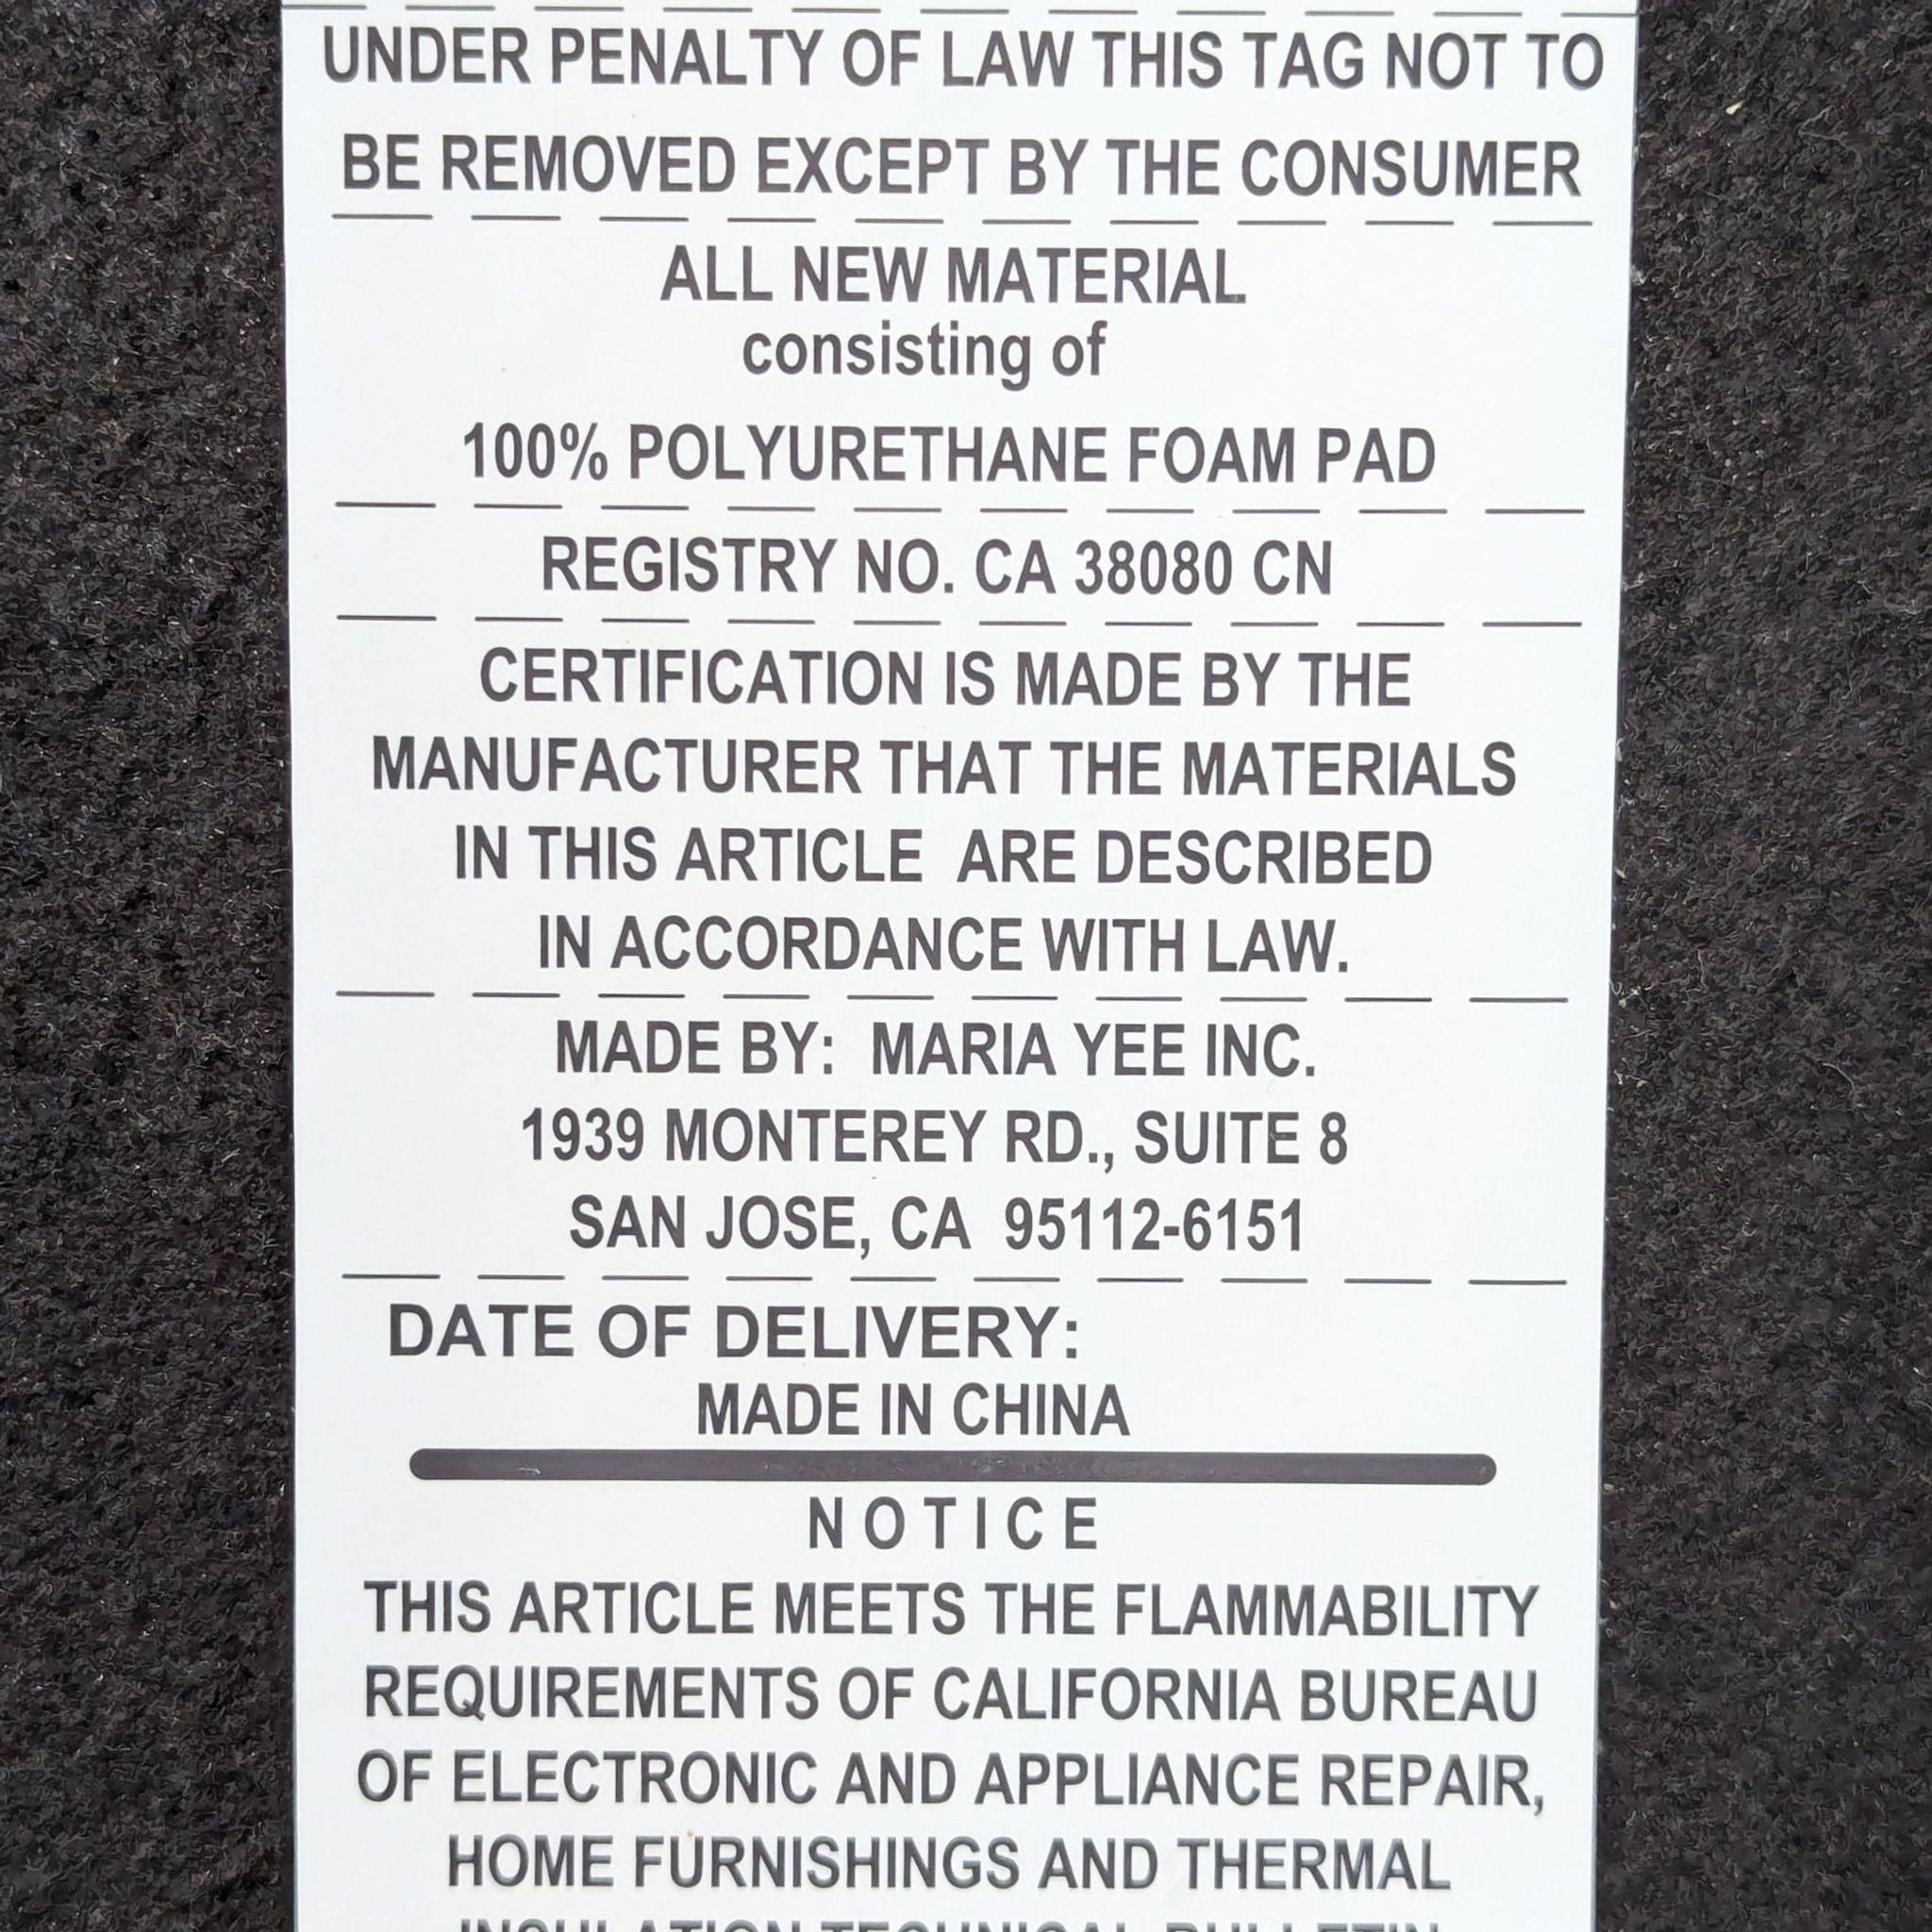 UNDER PENALTY OF LAW THIS TAG NOT TO
BE REMOVED EXCEPT BY THE CONSUMER
ALL NEW MATERIAL
consisting of
100% POLYURETHANE FOAM PAD
REGISTRY NO. CA 38080 CN
CERTIFICATION IS MADE BY THE
MANUFACTURER THAT THE MATERIALS
IN THIS ARTICLE ARE DESCRIBED
IN ACCORDANCE WITH LAW.
MADE BY: MARIA YEE INC.
1939 MONTEREY RD., SUITE 8
SAN JOSE, CA 95112-6151
DATE OF DELIVERY:
MADE IN CHINA
NOTICE
THIS ARTICLE MEETS THE FLAMMABILITY
REQUIREMENTS OF CALIFORNIA BUREAU
OF ELECTRONIC AND APPLIANCE REPAIR,
HOME FURNISHINGS AND THERMAL
INSULATION TECHNICAL BULLETIN